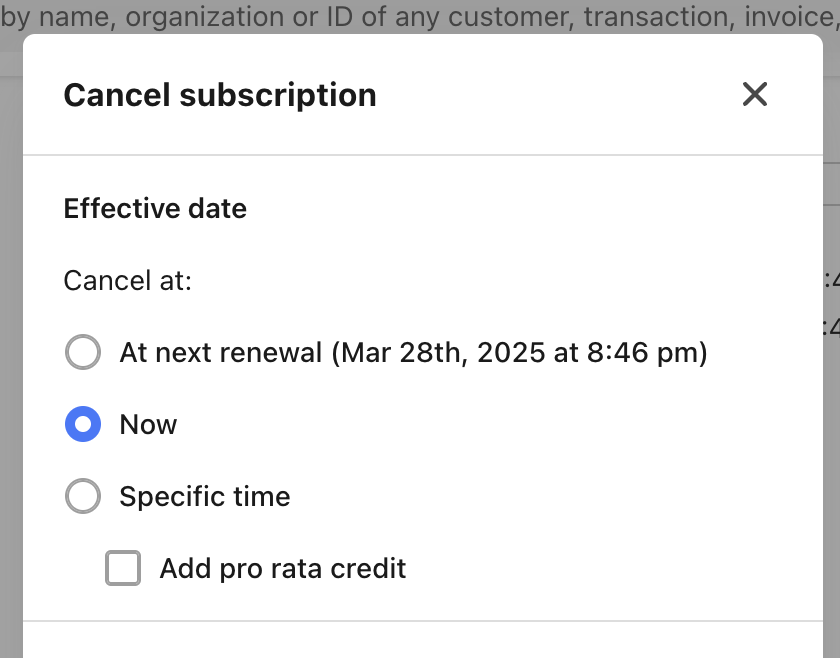 by name, organization or ID of any customer, transaction, invoice,
Cancel subscription
Effective date
Cancel at:
At next renewal (Mar 28th, 2025 at 8:46 pm)
Now
Specific time
Add pro rata credit